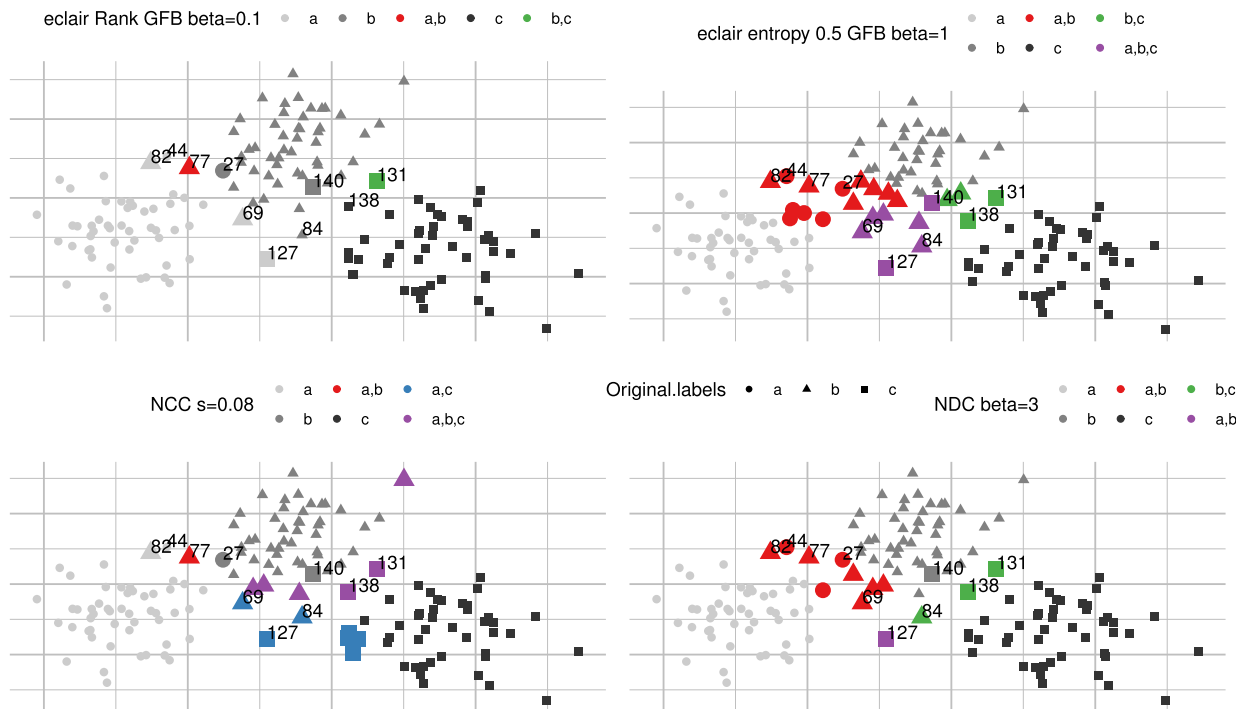 eclair Rank GFB beta=0.1 a b a,b c b,c
eclair entropy 0.5 GFB beta=1 a a,b b,c
b c a,b,c
82 44 77 27 140 131
138
69
84
127
82 44 77 27 140 131
138
69 84
127
NCC s=0.08 a a,b a,c
b c a,b,c
Original.labels a b c
NDC beta=3 a a,b b,c
b c a,b
82 44 77 27 140 131
138
69 84
127
82 44 77 27 140 131
138
69 84
127